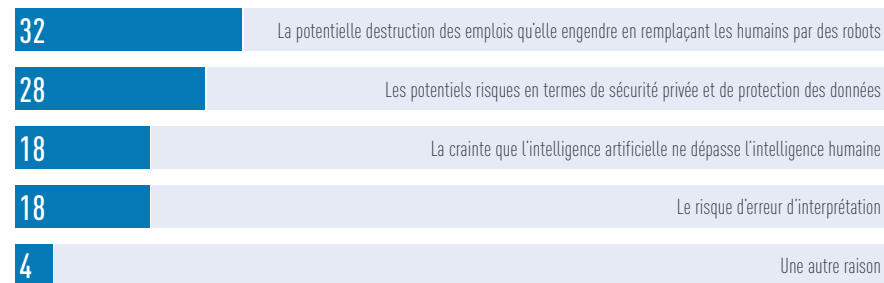 32 La potentielle destruction des emplois qu'elle engendre en remplaçant les humains par des robots
28 Les potentiels risques en termes de sécurité privée et de protection des données
18 La crainte que l'intelligence artificielle ne dépasse l'intelligence humaine
18 Le risque d'erreur d'interprétation
4 Une autre raison